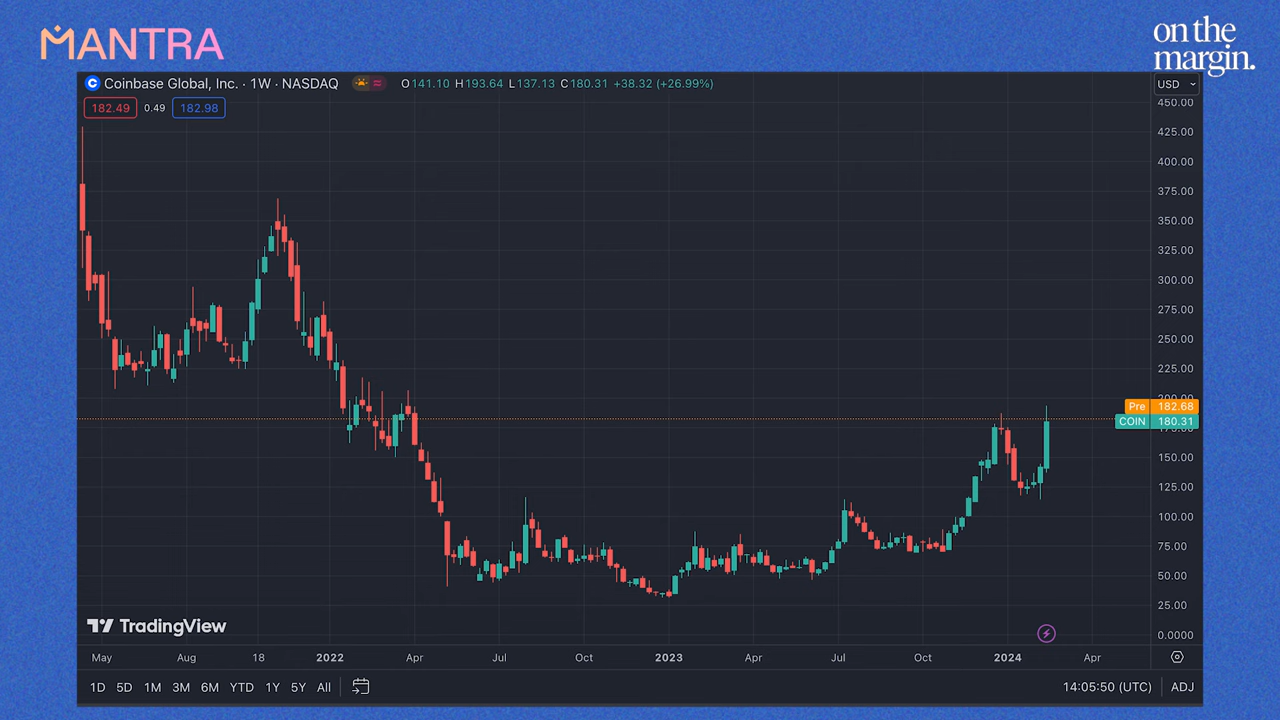 MANTRA
on the
margin.
Coinbase Global, Inc. · 1W · NASDAQ O141.10 H193.64 L137.13 C180.31 +38.32 (+26.99%)
USD
182.49 0.49 182.98
450.00
425.00
400.00
375.00
350.00
325.00
300.00
275.00
250.00
225.00
200.00
Pre 182.68
COIN 180.31
175.00
150.00
125.00
100.00
75.00
50.00
25.00
0.0000
TradingView
May Aug 18 2022 Apr Jul Oct 2023 Apr Jul Oct 2024 Apr
1D 5D 1M 3M 6M YTD 1Y 5Y All 14:05:50 (UTC) ADJ